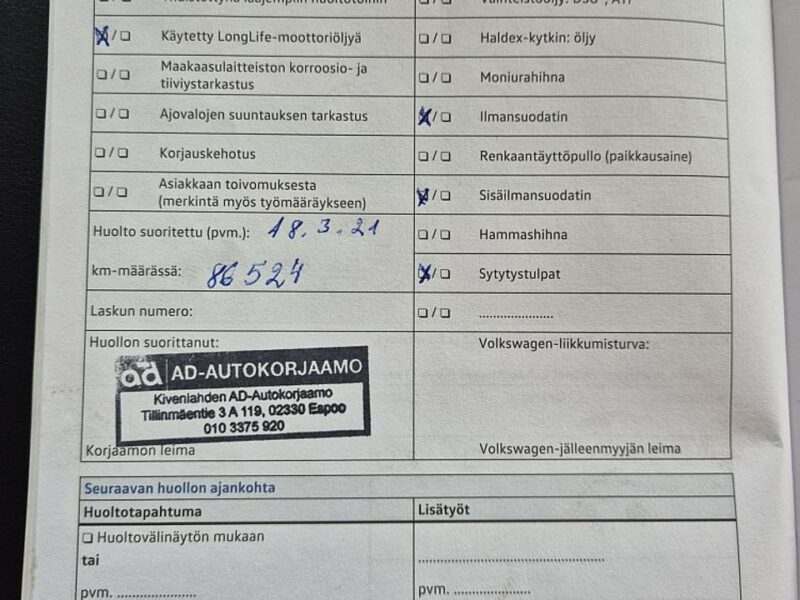 Vaihteistoöljy: DSG®, ATF
Käytetty LongLife-moottoriöljyä
Haldex-kytkin: öljy
Maakaasulaitteiston korroosio- ja
tiiviystarkastus
Moniurahihna
Ajovalojen suuntauksen tarkastus
Ilmansuodatin
Korjauskehotus
Renkaantäyttöpullo (paikkausaine)
Asiakkaan toivomuksesta
(merkintä myös työmääräykseen)
Sisäilmansuodatin
Huolto suoritettu (pvm.): 18.3.21
Hammashihna
km-määrässä: 86524
Sytytystulpat
Laskun numero:
Huollon suorittanut:
Volkswagen-liikkumisturva:
ad AD-AUTOKORJAAMO
Kivenlahden AD-Autokorjaamo
Tillinmäentie 3 A 119, 02330 Espoo
010 3375 920
Korjaamon leima
Volkswagen-jälleenmyyjän leima
Seuraavan huollon ajankohta
Huoltotapahtuma
Lisätyöt
Huoltovälinäytön mukaan
tai
pvm. ....................
pvm. ....................